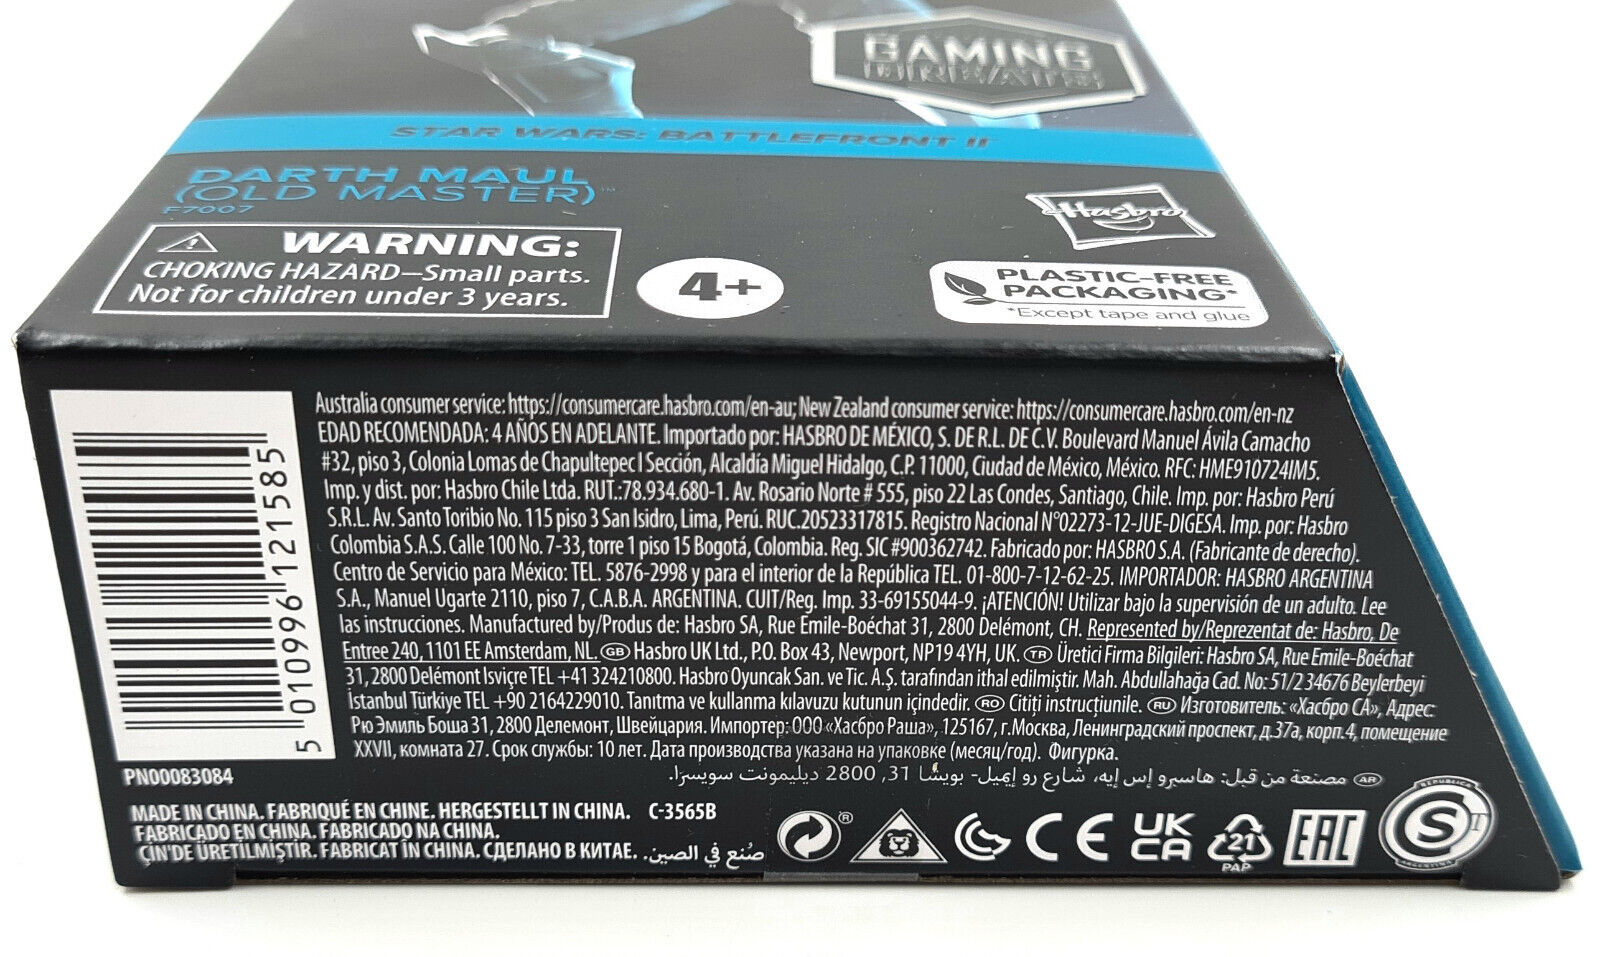 GAMING
GREATS
STAR WARS: BATTLEFRONT II
DARTH MAUL
(OLD MASTER)™
F7007
Hasbro
WARNING:
CHOKING HAZARD—Small parts.
Not for children under 3 years.
4+
PLASTIC-FREE
PACKAGING*
*Except tape and glue
Australia consumer service: https://consumercare.hasbro.com/en-au; New Zealand consumer service: https://consumercare.hasbro.com/en-nz
EDAD RECOMENDADA: 4 AÑOS EN ADELANTE. Importado por: HASBRO DE MÉXICO, S. DE R.L. DE C.V. Boulevard Manuel Ávila Camacho
#32, piso 3, Colonia Lomas de Chapultepec I Sección, Alcaldía Miguel Hidalgo, C.P. 11000, Ciudad de México, México. RFC: HME910724IM5.
Imp. y dist. por: Hasbro Chile Ltda. RUT.:78.934.680-1. Av. Rosario Norte # 555, piso 22 Las Condes, Santiago, Chile. Imp. por: Hasbro Perú
S.R.L. Av. Santo Toribio No. 115 piso 3 San Isidro, Lima, Perú. RUC.20523317815. Registro Nacional N°02273-12-JUE-DIGESA. Imp. por: Hasbro
Colombia S.A.S. Calle 100 No. 7-33, torre 1 piso 15 Bogotá, Colombia. Reg. SIC #900362742. Fabricado por: HASBRO S.A. (Fabricante de derecho).
Centro de Servicio para México: TEL. 5876-2998 y para el interior de la República TEL. 01-800-7-12-62-25. IMPORTADOR: HASBRO ARGENTINA
S.A., Manuel Ugarte 2110, piso 7, C.A.B.A. ARGENTINA. CUIT/Reg. Imp. 33-69155044-9. ¡ATENCIÓN! Utilizar bajo la supervisión de un adulto. Lee
las instrucciones. Manufactured by/Produs de: Hasbro SA, Rue Emile-Boéchat 31, 2800 Delémont, CH. Represented by/Reprezentat de: Hasbro, De
Entree 240, 1101 EE Amsterdam, NL. GB Hasbro UK Ltd., P.O. Box 43, Newport, NP19 4YH, UK. TR Üretici Firma Bilgileri: Hasbro SA, Rue Emile-Boéchat
31, 2800 Delémont Isviçre TEL +41 324210800. Hasbro Oyuncak San. ve Tic. A.Ş. tarafından ithal edilmiştir. Mah. Abdullahağa Cad. No: 51/2 34676 Beylerbeyi
İstanbul Türkiye TEL +90 2164229010. Tanıtma ve kullanma kılavuzu kutunun içindedir. RO Citiți instrucțiunile. RU Изготовитель: «Хасбро СА», Адрес:
Рю Эмиль Боша 31, 2800 Делемонт, Швейцария. Импортер: ООО «Хасбро Раша», 125167, г.Москва, Ленинградский проспект, д.37а, корп.4, помещение
XXVII, комната 27. Срок службы: 10 лет. Дата производства указана на упаковке (месяц/год). Фигурка.
AR مصنعة من قبل: هاسبرو إس إيه، شارع رو إيميل- بويشا 31, 2800 ديليمونت سويسرا.
5 010996 121585
PN00083084
MADE IN CHINA. FABRIQUÉ EN CHINE. HERGESTELLT IN CHINA. C-3565B
FABRICADO EN CHINA. FABRICADO NA CHINA.
ÇİN'DE ÜRETİLMİŞTİR. FABRICAT ÎN CHINA. СДЕЛАНО В КИТАЕ. صُنع في الصين.
®
CE
UK
CA
21
PAP
EAC
REPUBLICA
S
ARGENTINA